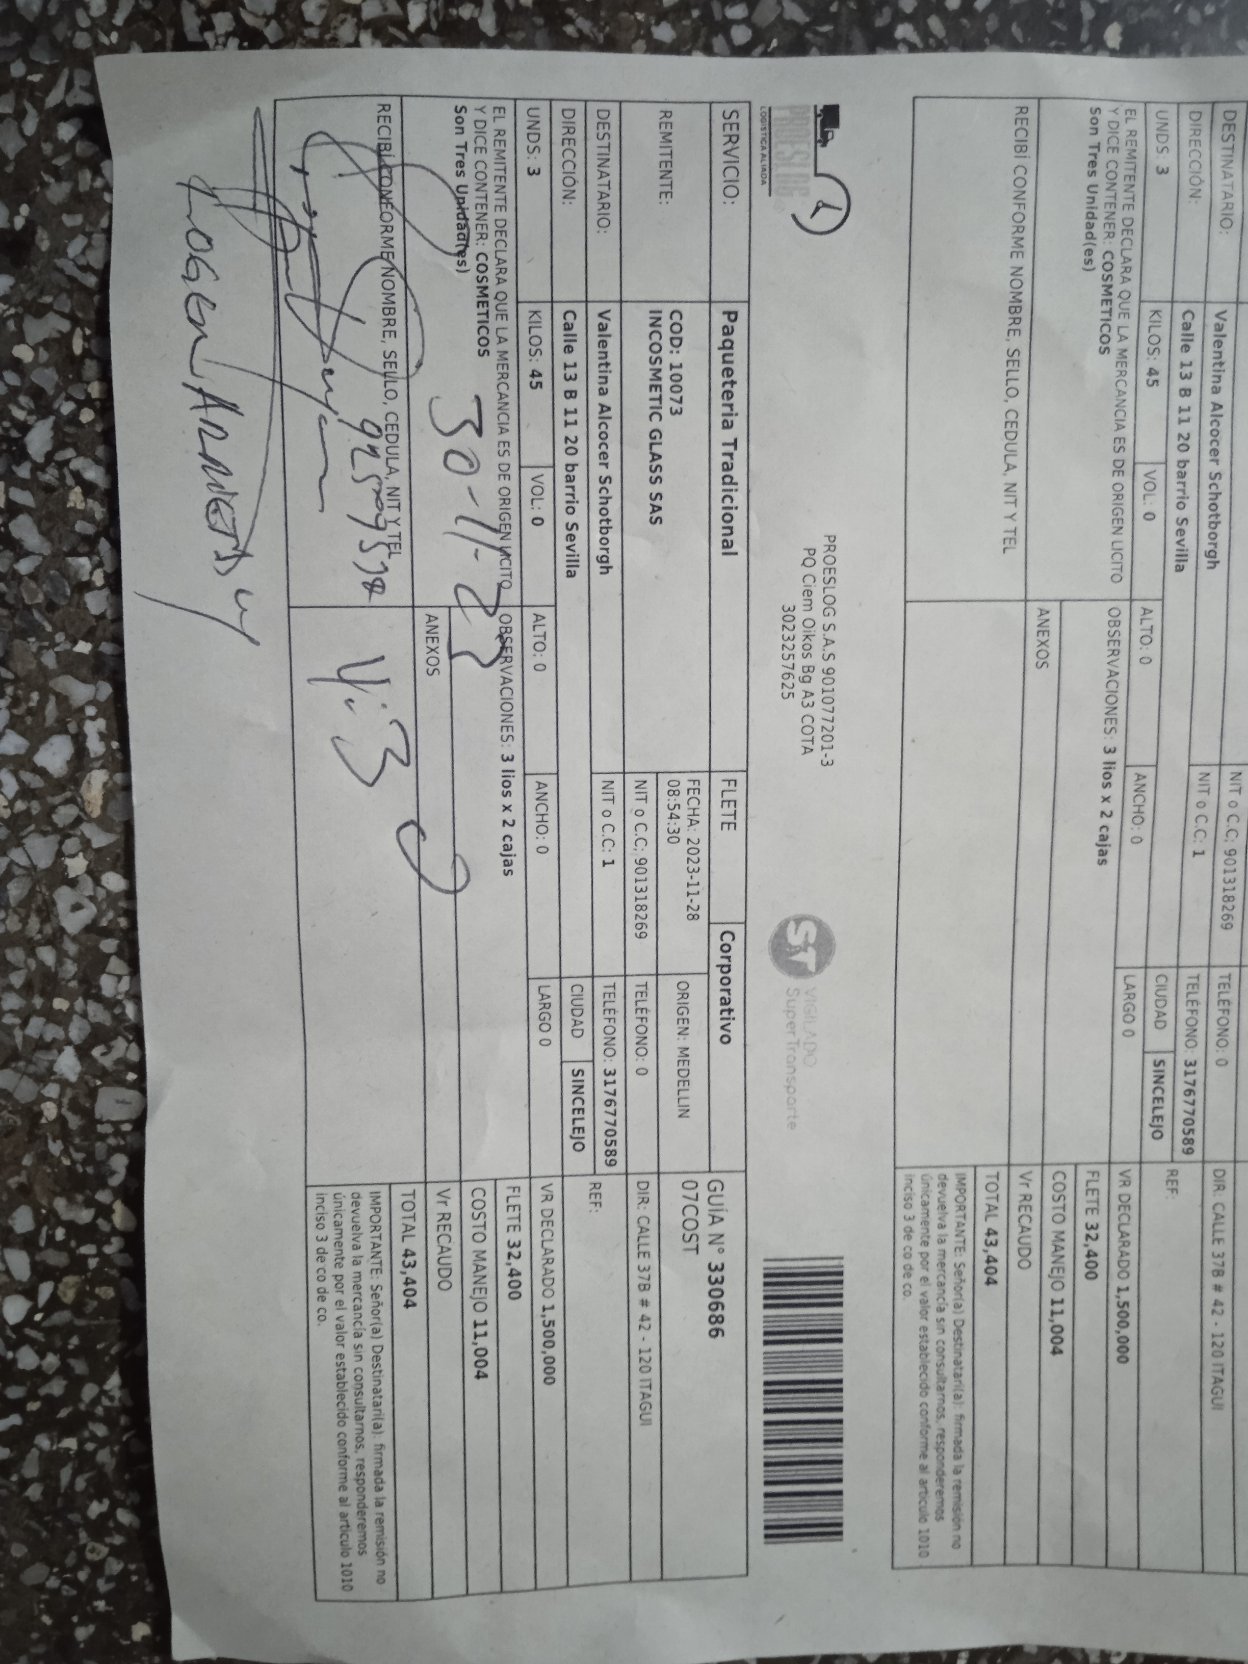 DESTINATARIO:
Valentina Alcocer Schotborgh
NIT o C.C: 901318269
TELÉFONO: 0
DIR: CALLE 37B # 42 - 120 ITAGUI
DIRECCIÓN:
Calle 13 B 11 20 barrio Sevilla
NIT o C.C: 1
TELÉFONO: 3176770589
UNDS 3
KILOS: 45
VOL: 0
ALTO: 0
ANCHO: 0
LARGO 0
CIUDAD
SINCELEJO
REF:
EL REMITENTE DECLARA QUE LA MERCANCIA ES DE ORIGEN LICITO
Y DICE CONTENER: COSMETICOS
Son Tres Unidad(es)
OBSERVACIONES: 3 lios x 2 cajas
VR DECLARADO 1,500,000
FLETE 32,400
COSTO MANEJO 11,004
RECIBÍ CONFORME NOMBRE, SELLO, CEDULA, NIT Y TEL
ANEXOS
Vr RECAUDO
TOTAL 43,404
IMPORTANTE: Señor(a) Destinatari(a): firmada la remisión no
devuelva la mercancía sin consultarnos, responderemos
únicamente por el valor establecido conforme al articulo 1010
inciso 3 de co de co.
PROESLOG
LOGISTICA ALIADA
PROESLOG S.A.S 901077201-3
PQ Ciem Oikos Bg A3 COTA
3023257625
ST
VIGILADO
SuperTransporte
SERVICIO:
Paqueteria Tradicional
FLETE
Corporativo
GUÍA N° 330686
07COST
REMITENTE:
COD: 10073
INCOSMETIC GLASS SAS
FECHA: 2023-11-28
08:54:30
ORIGEN: MEDELLIN
NIT o C.C: 901318269
TELÉFONO: 0
DIR: CALLE 37B # 42 - 120 ITAGUI
DESTINATARIO:
Valentina Alcocer Schotborgh
NIT o C.C: 1
TELÉFONO: 3176770589
REF:
DIRECCIÓN:
Calle 13 B 11 20 barrio Sevilla
CIUDAD
SINCELEJO
UNDS: 3
KILOS: 45
VOL: 0
ALTO: 0
ANCHO: 0
LARGO 0
VR DECLARADO 1,500,000
EL REMITENTE DECLARA QUE LA MERCANCIA ES DE ORIGEN LICITO
Y DICE CONTENER: COSMETICOS
Son Tres Unidad(es)
OBSERVACIONES: 3 lios x 2 cajas
FLETE 32,400
COSTO MANEJO 11,004
30-11-23
ANEXOS
Vr RECAUDO
RECIBÍ CONFORME NOMBRE, SELLO, CEDULA, NIT Y TEL
TOTAL 43,404
IMPORTANTE: Señor(a) Destinatari(a): firmada la remisión no
devuelva la mercancía sin consultarnos, responderemos
únicamente por el valor establecido conforme al articulo 1010
inciso 3 de co de co.